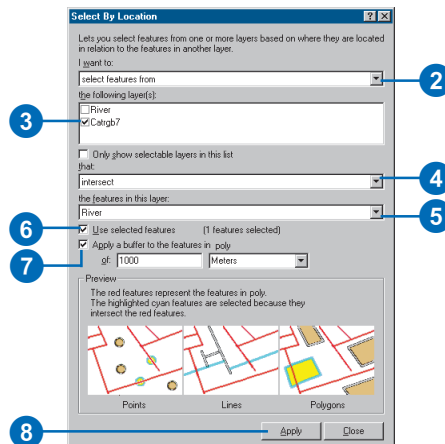 Select By Location
Lets you select features from one or more layers based on where they are located
in relation to the features in another layer.
I want to:
select features from
2
the following layer(s):
River
3
Catrgb7
Only show selectable layers in this list
that:
intersect
4
the features in this layer:
River
5
6
Use selected features (1 features selected)
Apply a buffer to the features in poly
7
of: 1000 Meters
Preview
The red features represent the features in poly.
The highlighted cyan features are selected because they
intersect the red features.
Points Lines Polygons
8
Apply Close